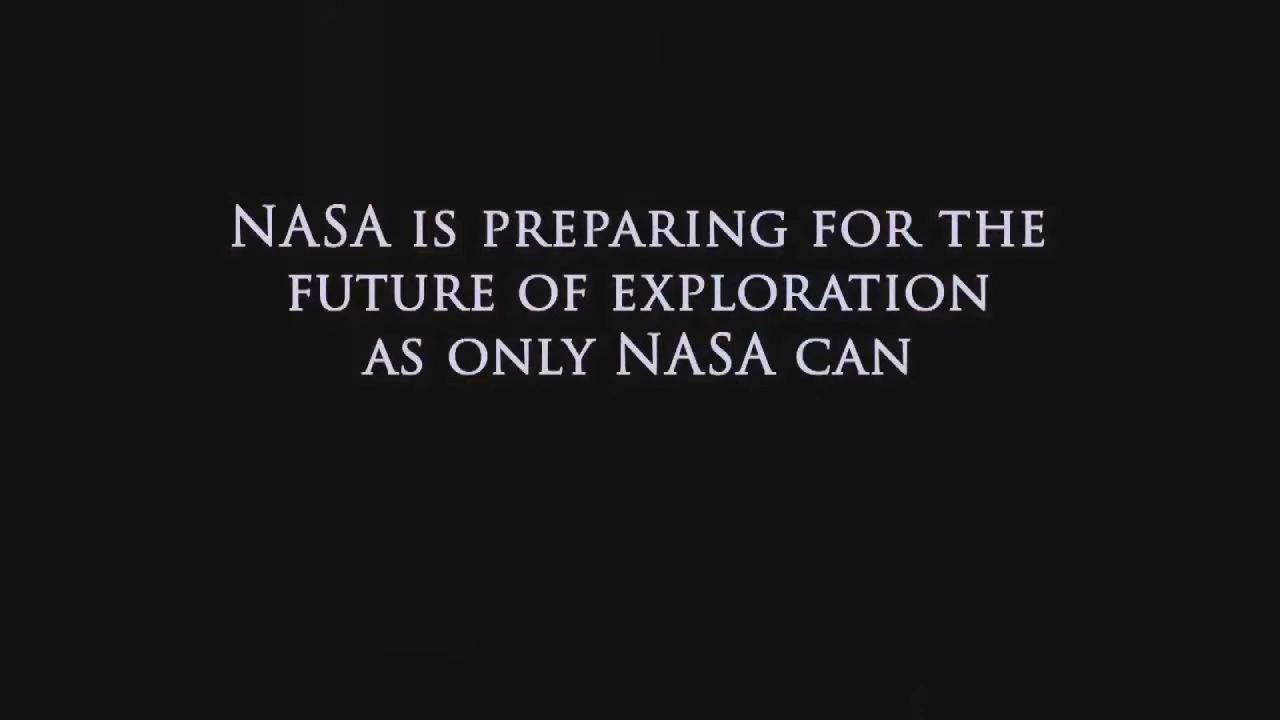 NASA IS PREPARING FOR THE
FUTURE OF EXPLORATION
AS ONLY NASA CAN